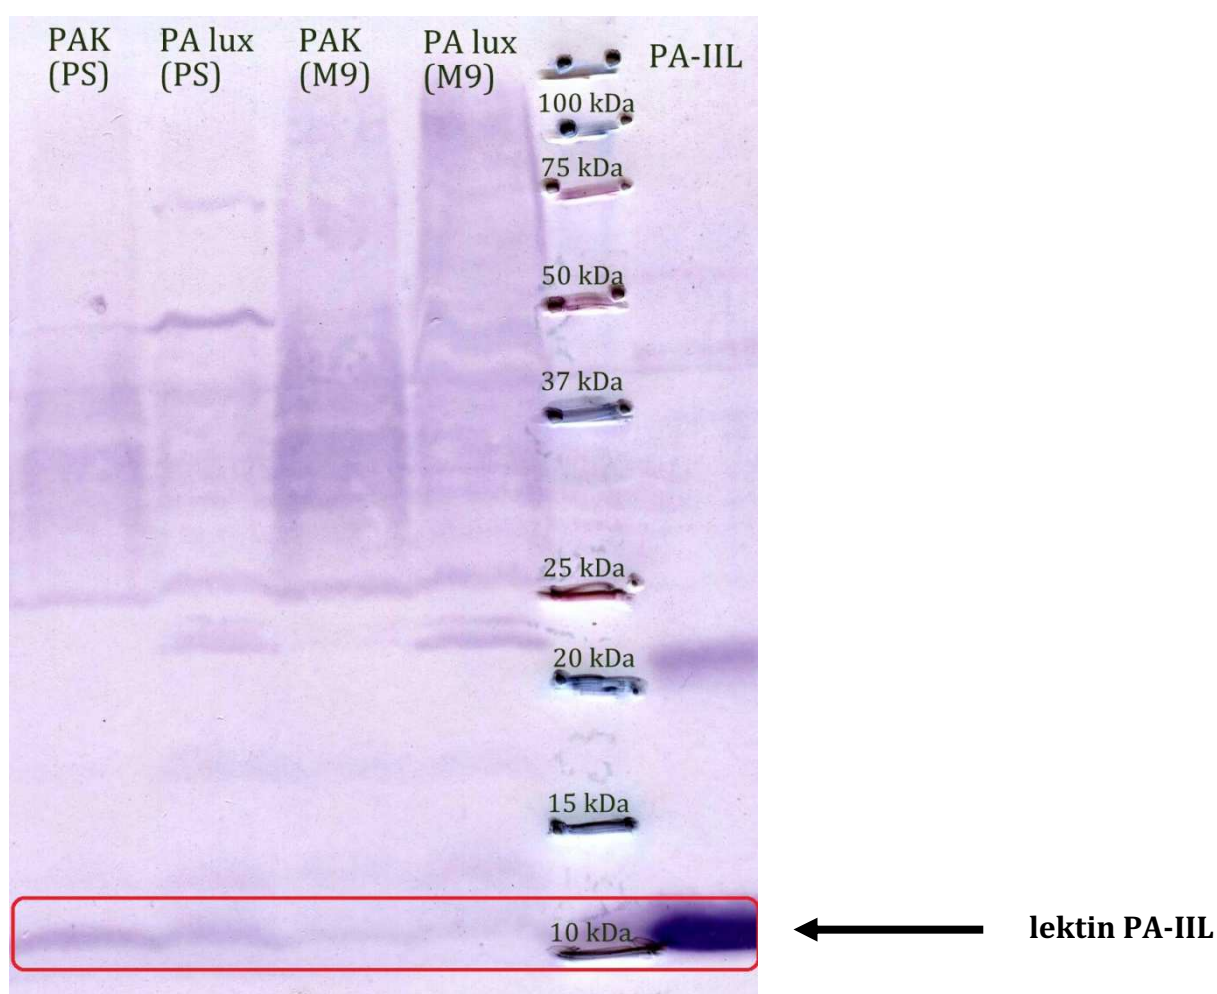 PAK
(PS)
PA lux
(PS)
PAK
(M9)
PA lux
(M9)
PA-IIL
100 kDa
75 kDa
50 kDa
37 kDa
25 kDa
20 kDa
15 kDa
10 kDa
lektin PA-IIL